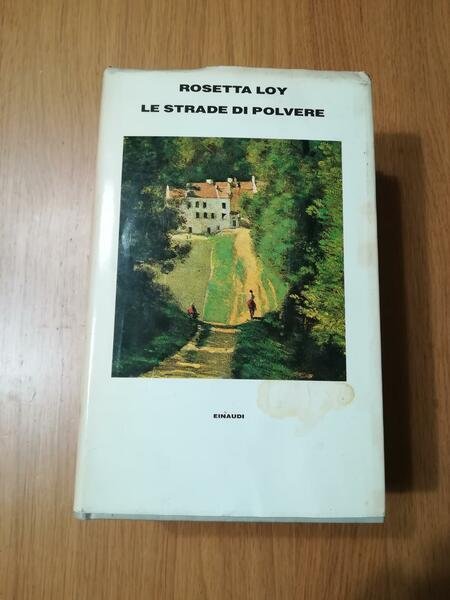 ROSETTA LOY
LE STRADE DI POLVERE
EINAUDI